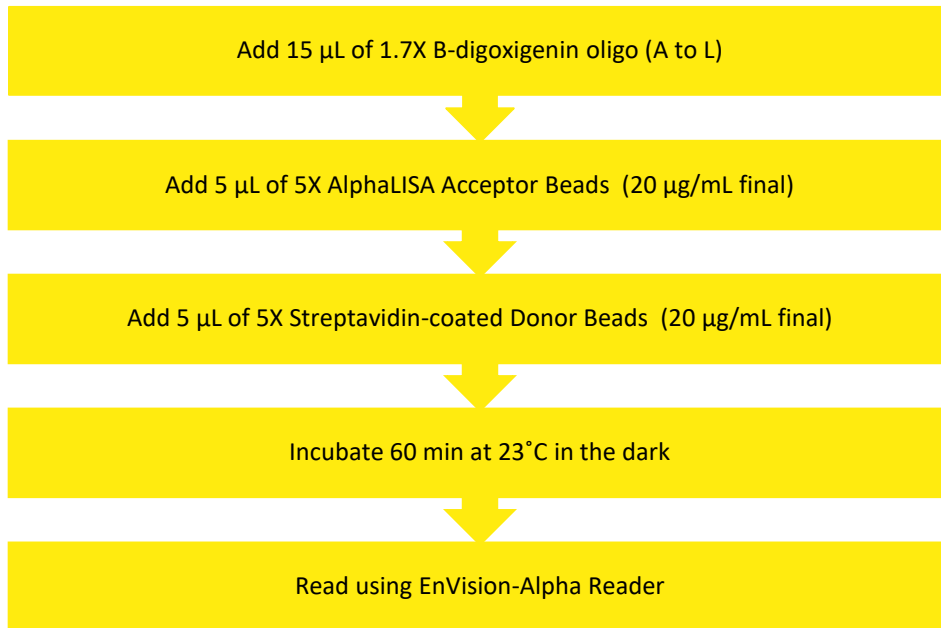 Add 15 µL of 1.7X B-digoxigenin oligo (A to L)
Add 5 µL of 5X AlphaLISA Acceptor Beads (20 µg/mL final)
Add 5 µL of 5X Streptavidin-coated Donor Beads (20 µg/mL final)
Incubate 60 min at 23˚C in the dark
Read using EnVision-Alpha Reader